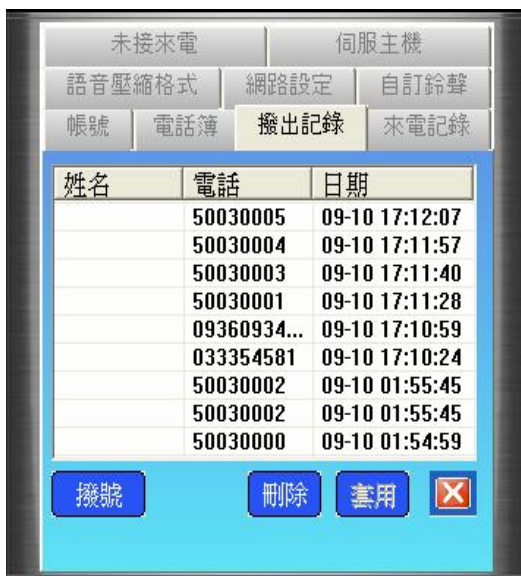 未接來電 伺服主機
語音壓縮格式 網路設定 自訂鈴聲
帳號 電話簿 撥出記錄 來電記錄
姓名 電話 日期
50030005 09-10 17:12:07
50030004 09-10 17:11:57
50030003 09-10 17:11:40
50030001 09-10 17:11:28
09360934... 09-10 17:10:59
033354581 09-10 17:10:24
50030002 09-10 01:55:45
50030002 09-10 01:55:45
50030000 09-10 01:54:59
撥號 刪除 套用